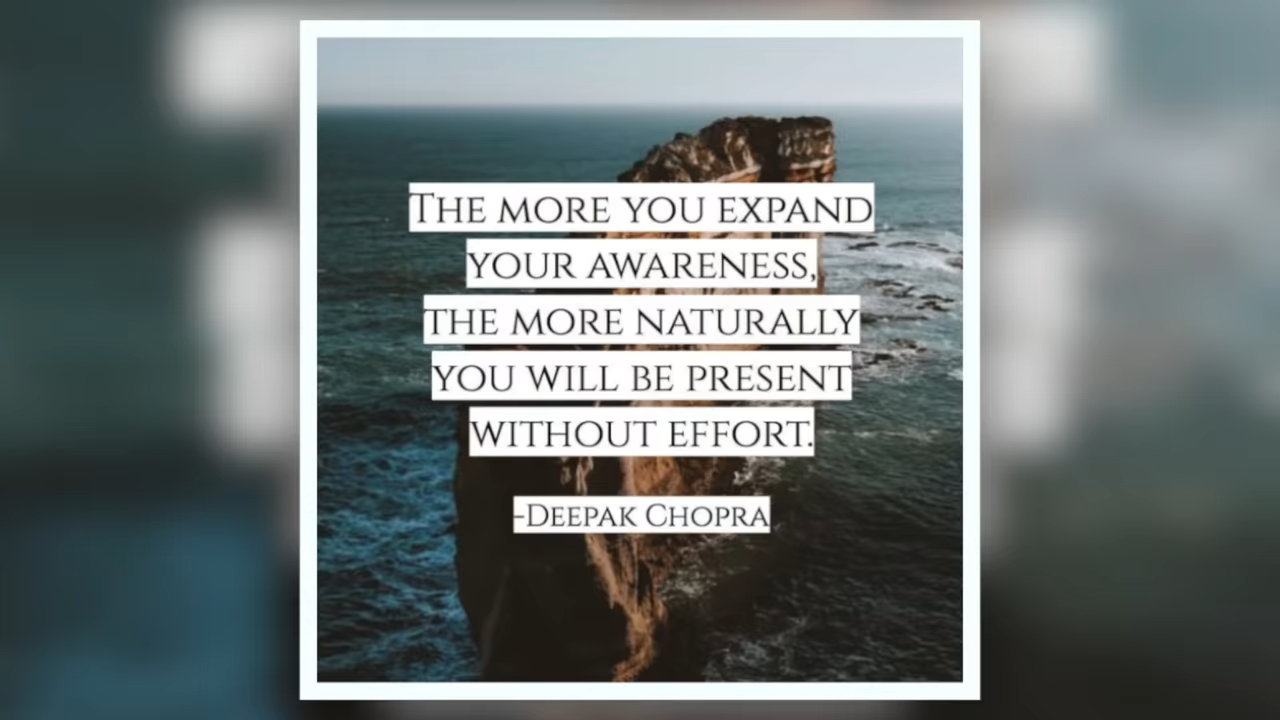 The more you expand
your awareness,
the more naturally
you will be present
without effort.
-Deepak Chopra